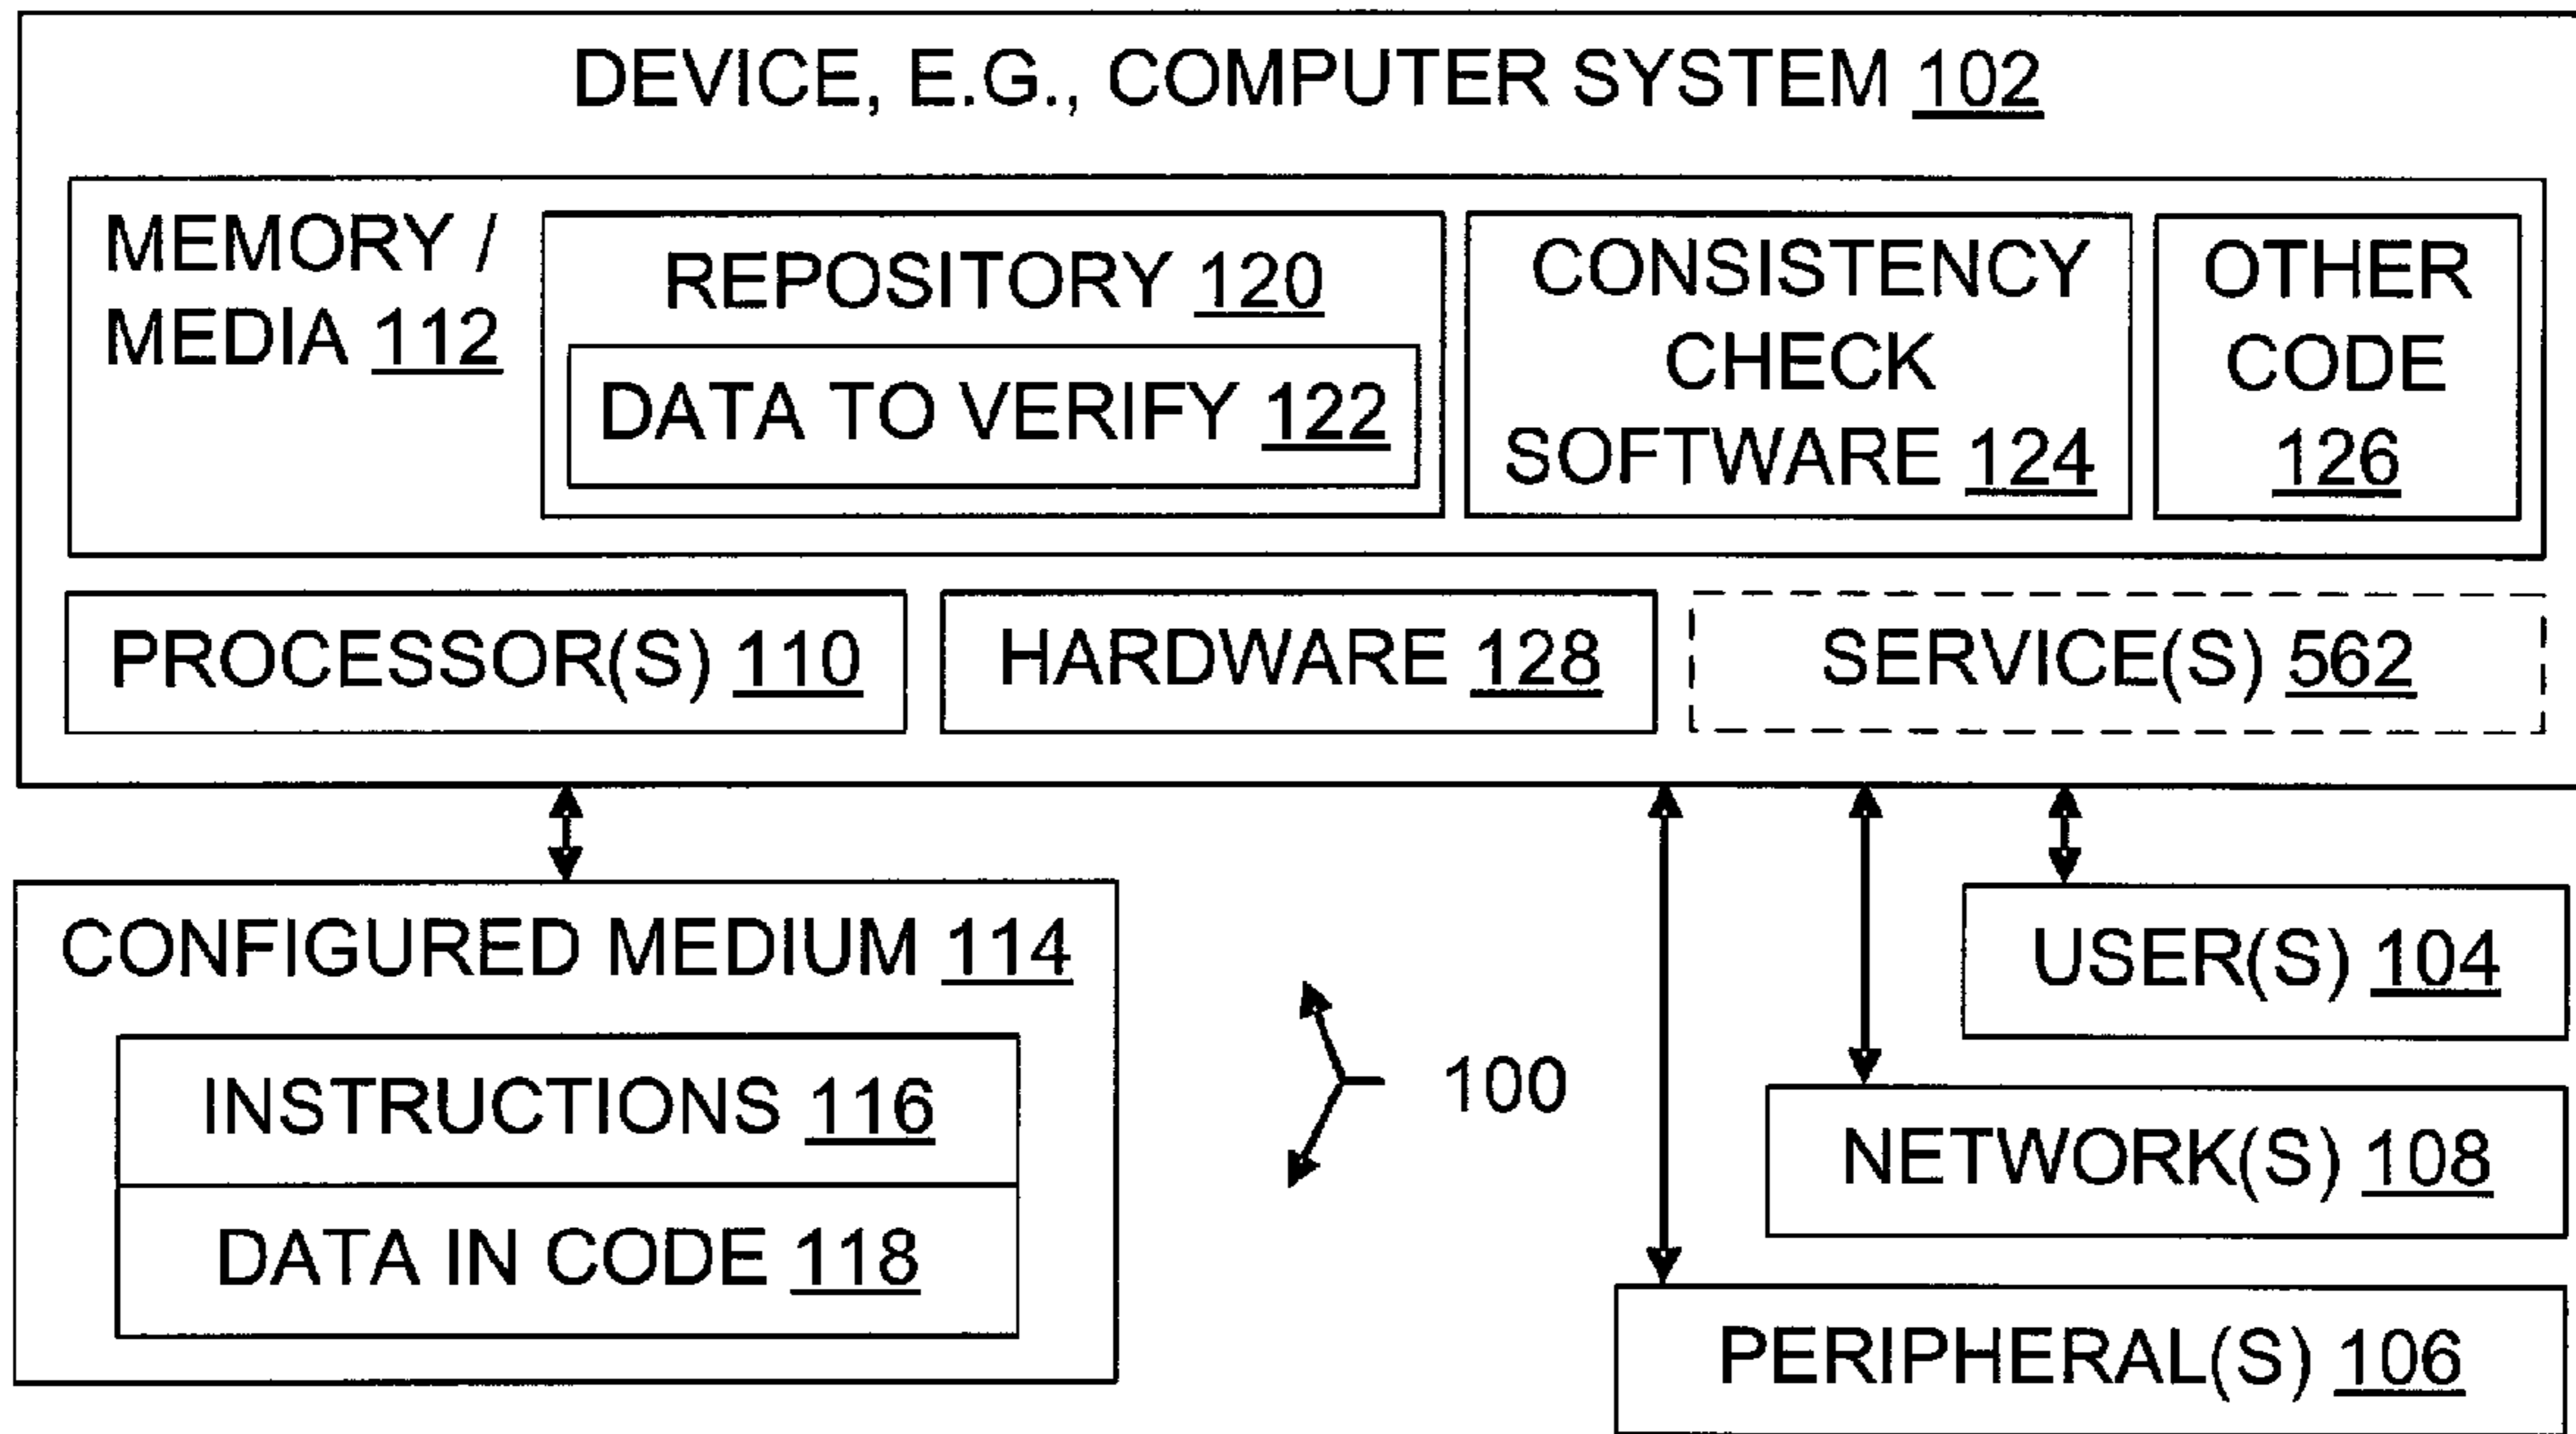 DEVICE, E.G., COMPUTER SYSTEM 102
MEMORY /
MEDIA 112
REPOSITORY 120
DATA TO VERIFY 122
CONSISTENCY
CHECK
SOFTWARE 124
OTHER
CODE
126
PROCESSOR(S) 110
HARDWARE 128
SERVICE(S) 562
CONFIGURED MEDIUM 114
INSTRUCTIONS 116
DATA IN CODE 118
100
USER(S) 104
NETWORK(S) 108
PERIPHERAL(S) 106